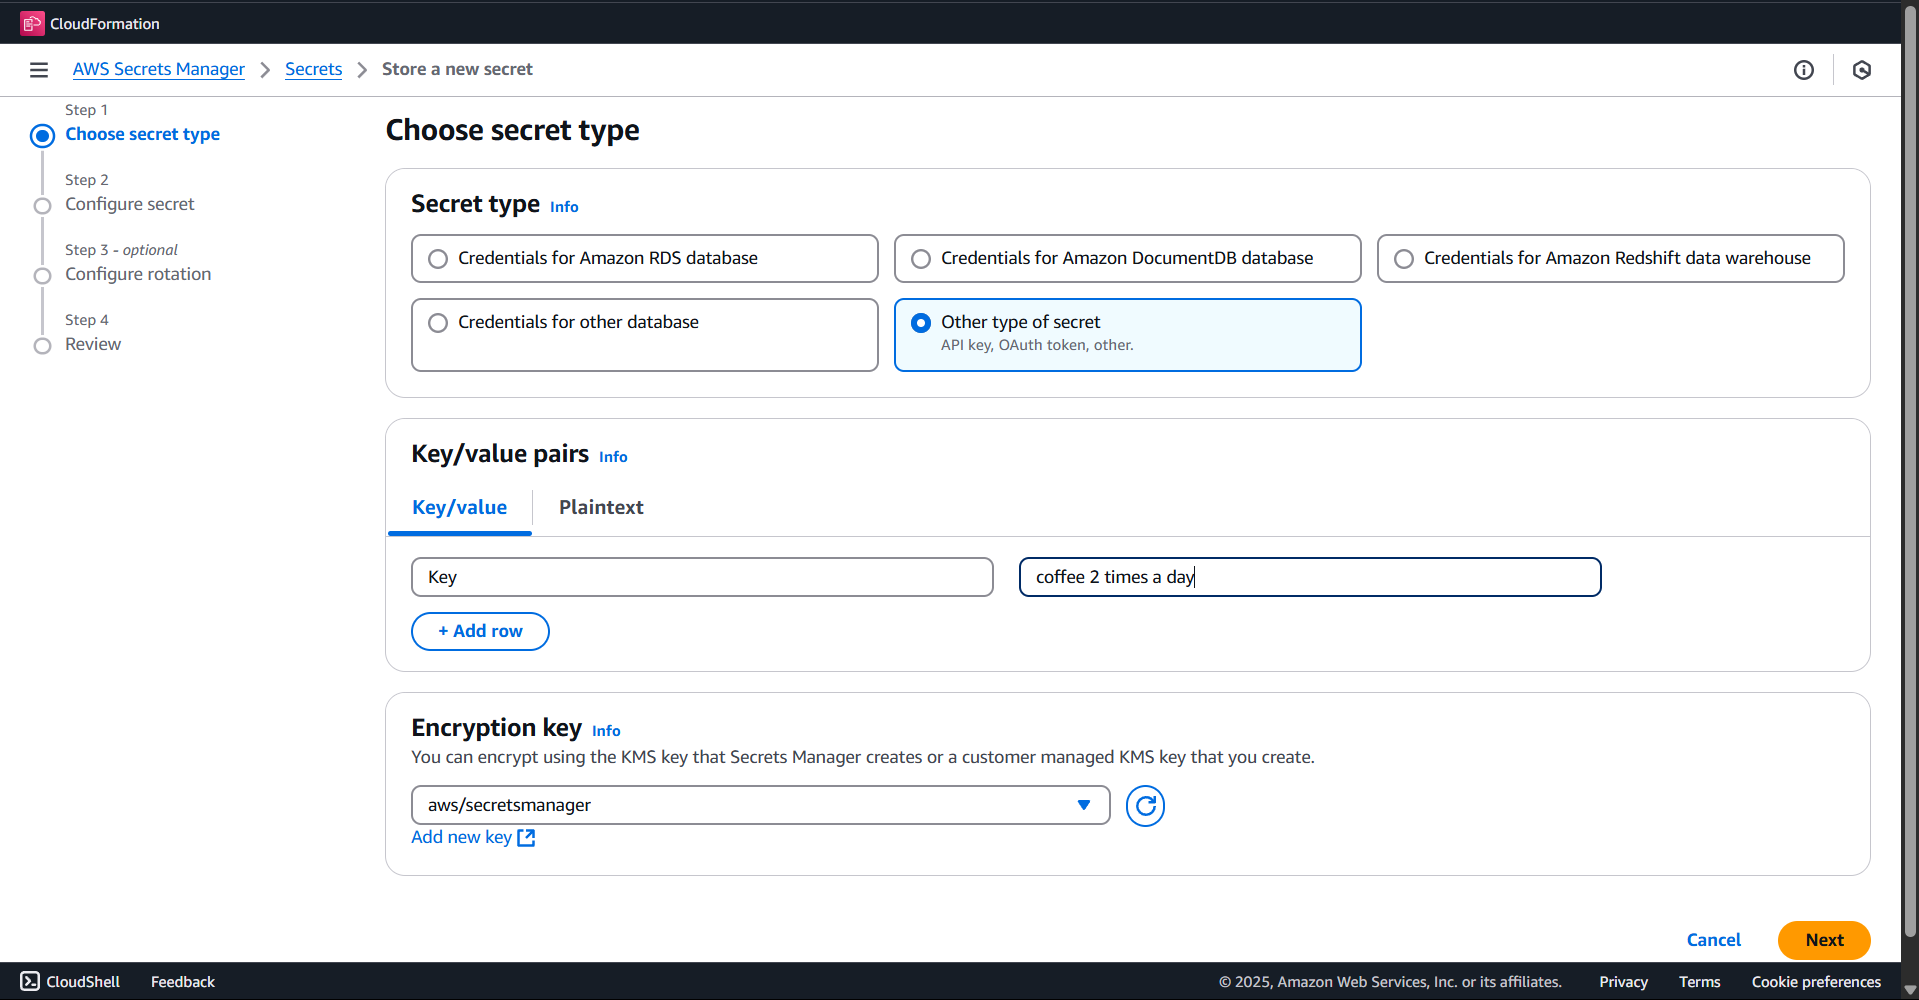 CloudFormation
AWS Secrets Manager Secrets Store a new secret
Step 1
Choose secret type
Step 2
Configure secret
Step 3 - optional
Configure rotation
Step 4
Review
Choose secret type
Secret type Info
Credentials for Amazon RDS database
Credentials for Amazon DocumentDB database
Credentials for Amazon Redshift data warehouse
Credentials for other database
Other type of secret
API key, OAuth token, other.
Key/value pairs Info
Key/value Plaintext
Key coffee 2 times a day
+ Add row
Encryption key Info
You can encrypt using the KMS key that Secrets Manager creates or a customer managed KMS key that you create.
aws/secretsmanager
Add new key
Cancel Next
CloudShell Feedback © 2025, Amazon Web Services, Inc. or its affiliates. Privacy Terms Cookie preferences